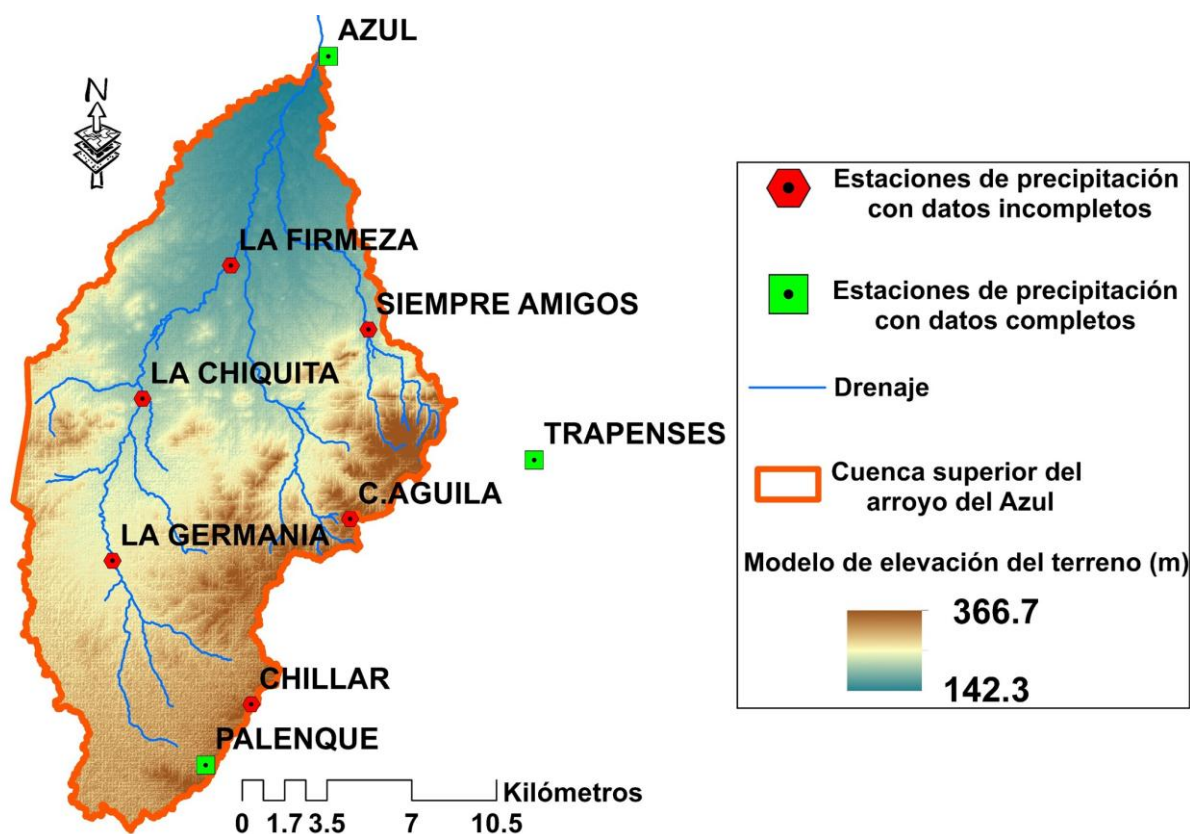 AZUL
N
LA FIRMEZA
SIEMPRE AMIGOS
LA CHIQUITA
TRAPENSES
C.AGUILA
LA GERMANIA
CHILLAR
PALENQUE
Kilómetros
0 1.7 3.5 7 10.5
Estaciones de precipitación
con datos incompletos
Estaciones de precipitación
con datos completos
Drenaje
Cuenca superior del
arroyo del Azul
Modelo de elevación del terreno (m)
366.7
142.3